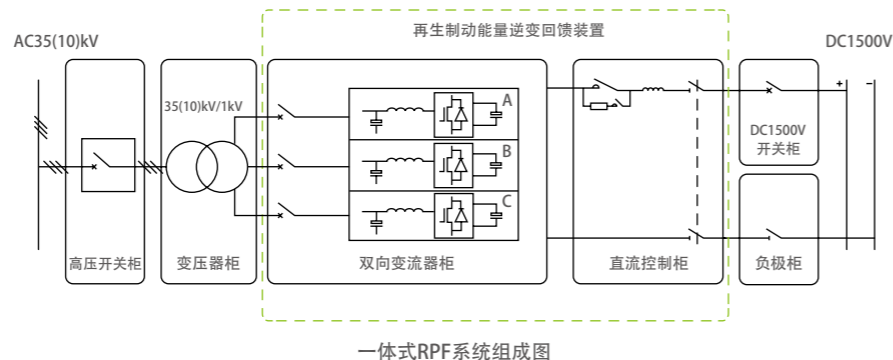 再生制动能量逆变回馈装置
AC35(10)kV
DC1500V
35(10)kV/1kV
A
B
C
+
−
DC1500V
开关柜
高压开关柜
变压器柜
双向变流器柜
直流控制柜
负极柜
一体式RPF系统组成图